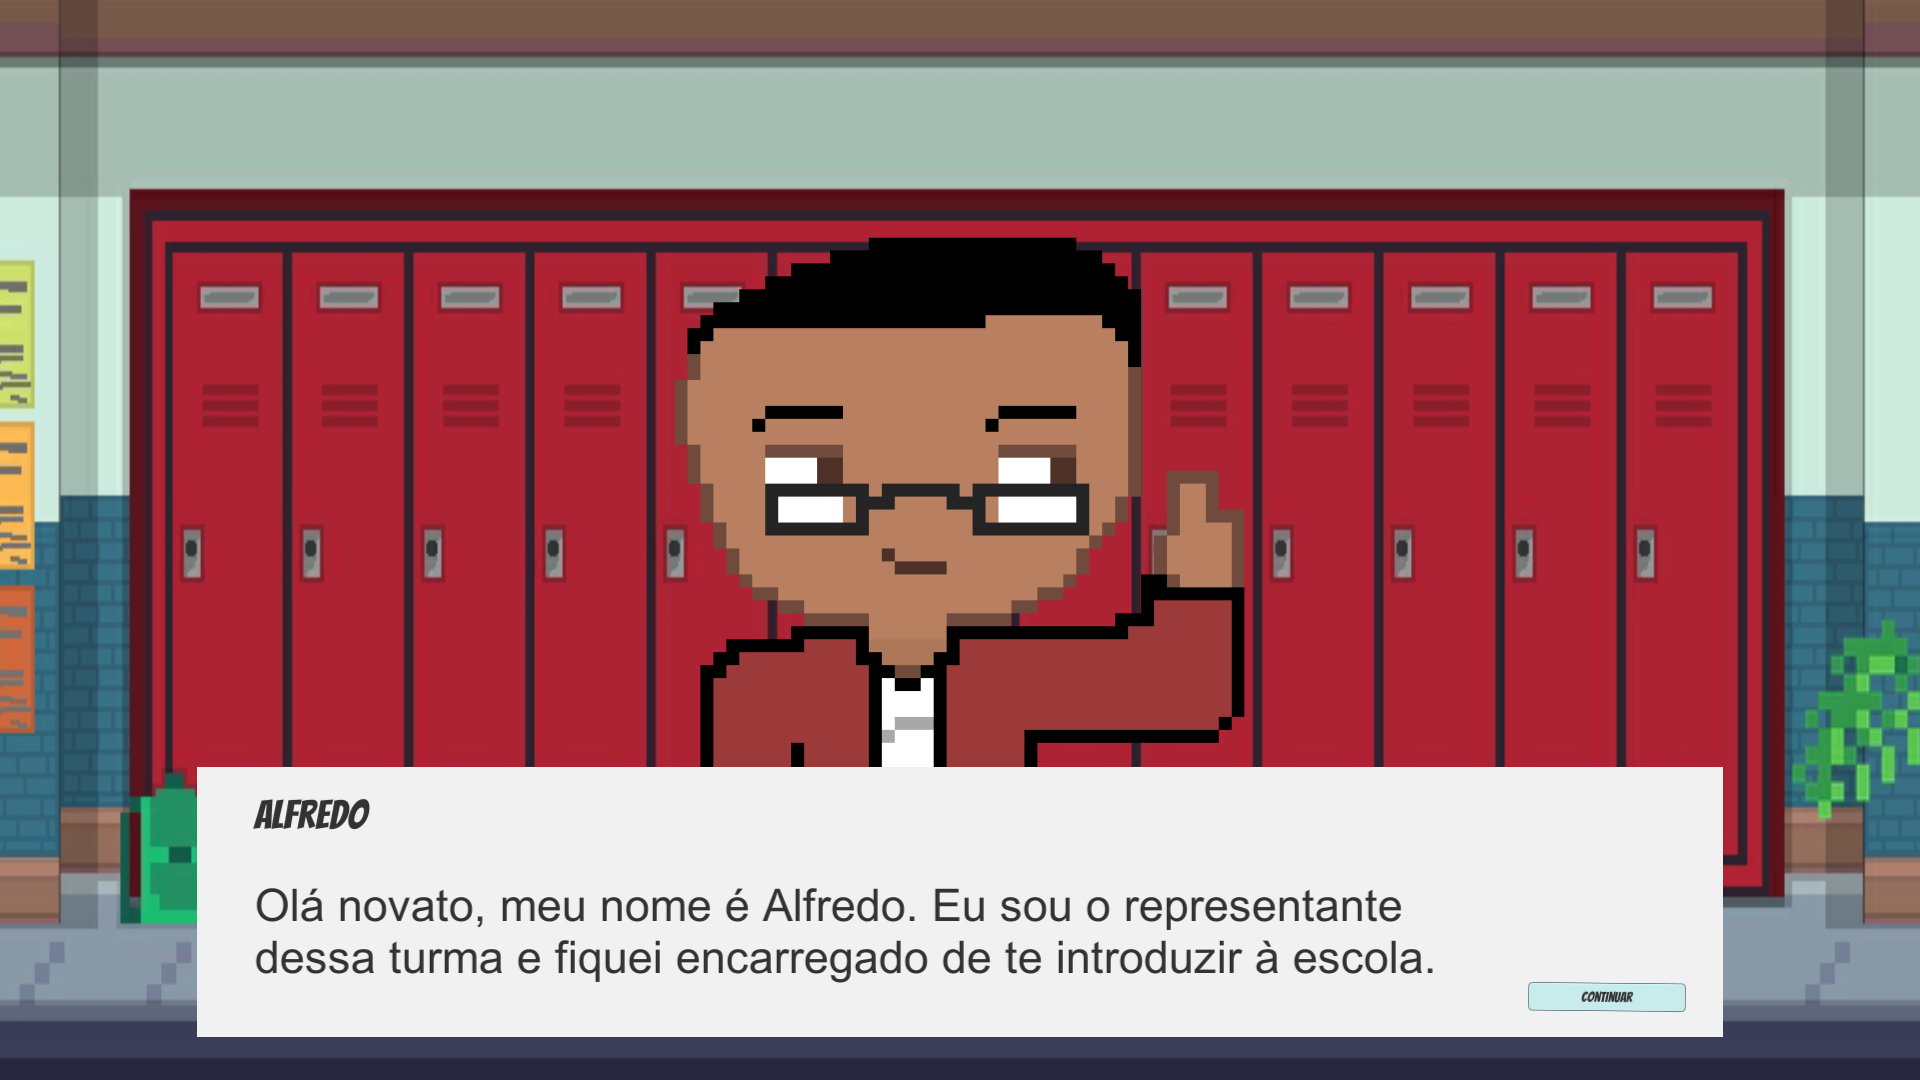 ALFREDO
Olá novato, meu nome é Alfredo. Eu sou o representante
dessa turma e fiquei encarregado de te introduzir à escola.
CONTINUAR